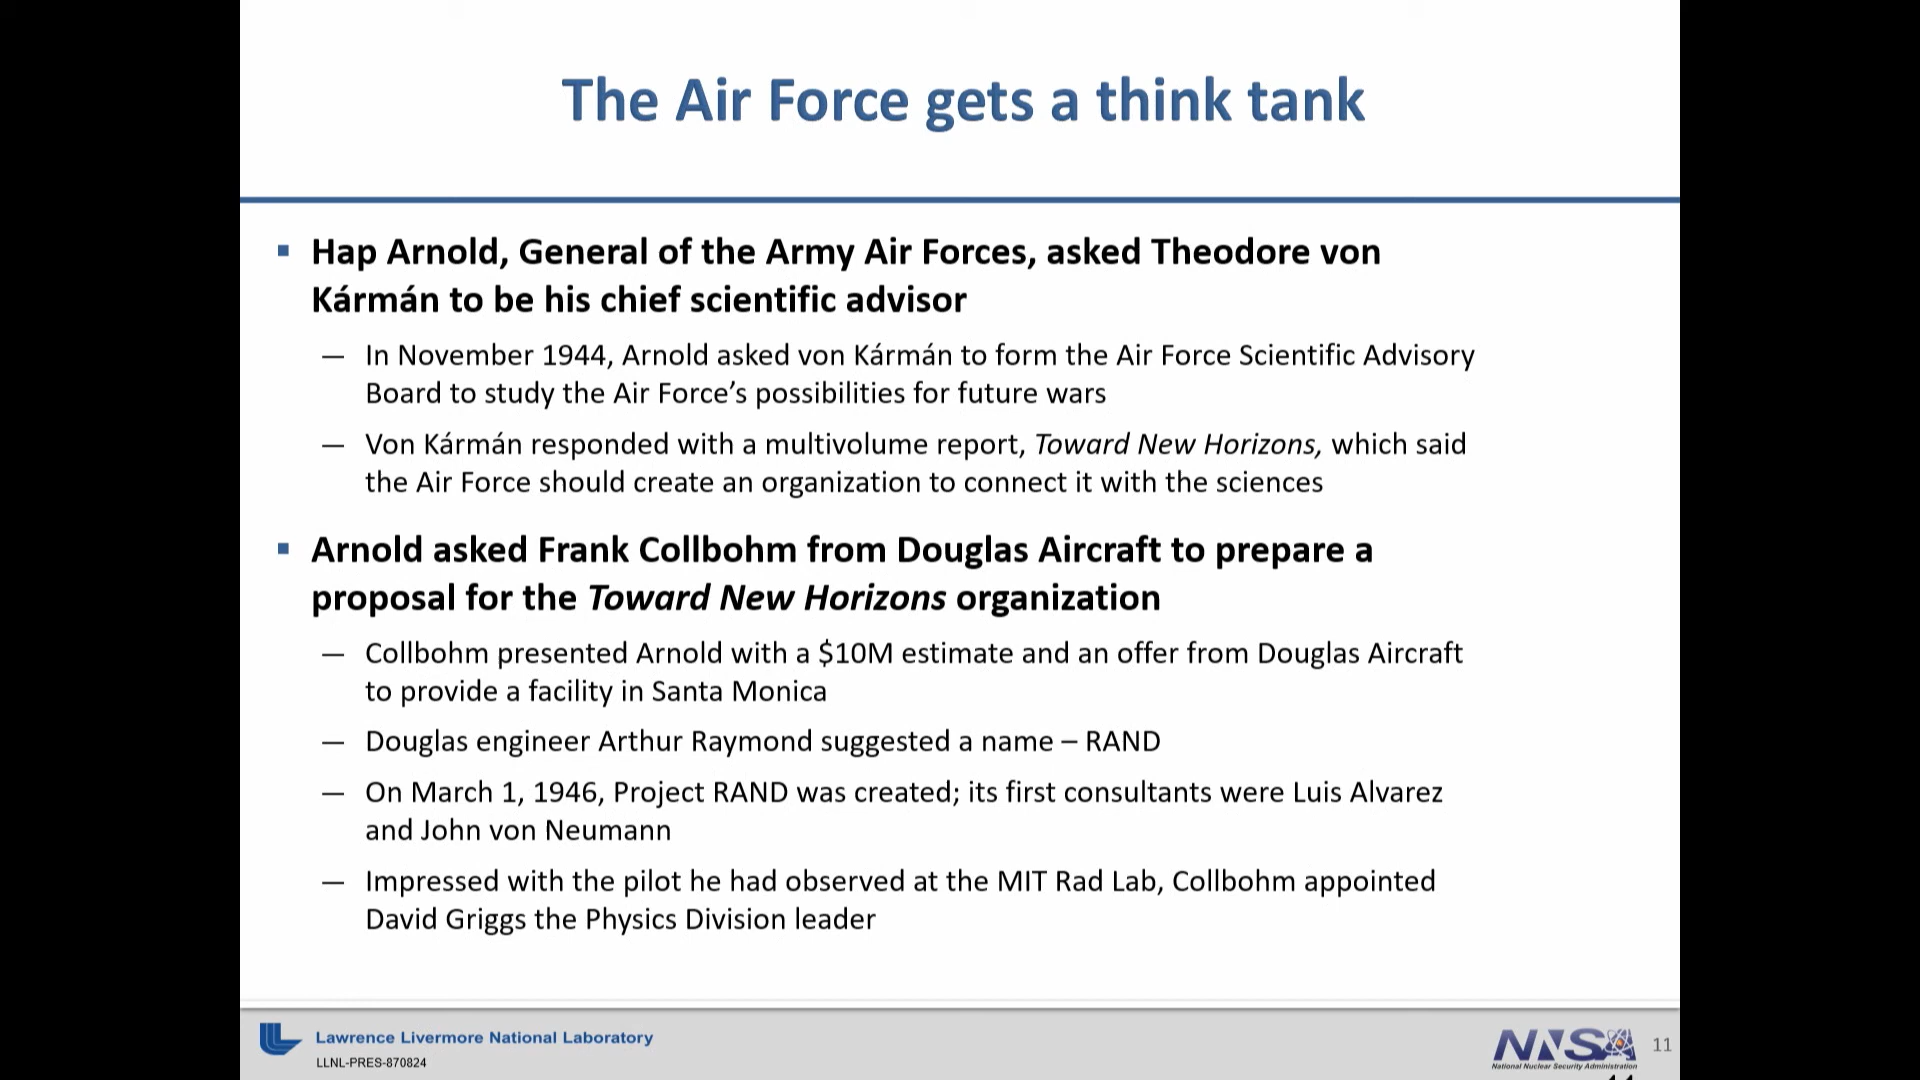 The Air Force gets a think tank
▪ Hap Arnold, General of the Army Air Forces, asked Theodore von
Kármán to be his chief scientific advisor
— In November 1944, Arnold asked von Kármán to form the Air Force Scientific Advisory
Board to study the Air Force’s possibilities for future wars
— Von Kármán responded with a multivolume report, Toward New Horizons, which said
the Air Force should create an organization to connect it with the sciences
▪ Arnold asked Frank Collbohm from Douglas Aircraft to prepare a
proposal for the Toward New Horizons organization
— Collbohm presented Arnold with a $10M estimate and an offer from Douglas Aircraft
to provide a facility in Santa Monica
— Douglas engineer Arthur Raymond suggested a name – RAND
— On March 1, 1946, Project RAND was created; its first consultants were Luis Alvarez
and John von Neumann
— Impressed with the pilot he had observed at the MIT Rad Lab, Collbohm appointed
David Griggs the Physics Division leader
Lawrence Livermore National Laboratory
LLNL-PRES-870824
NNSA
National Nuclear Security Administration
11